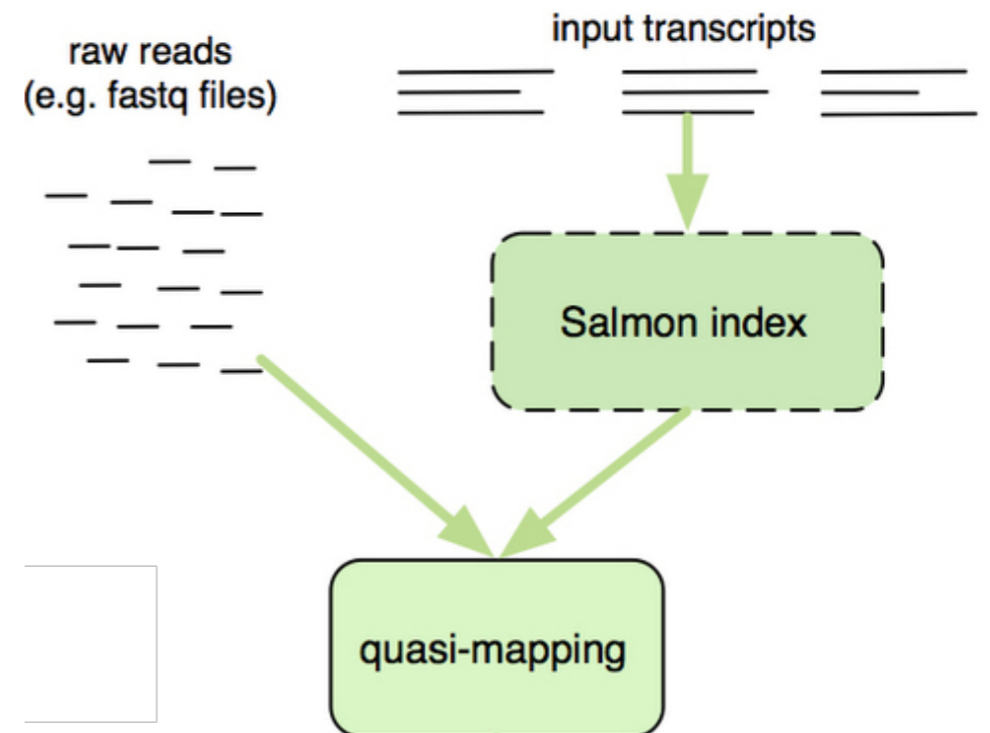 raw reads
(e.g. fastq files)
input transcripts
Salmon index
quasi-mapping